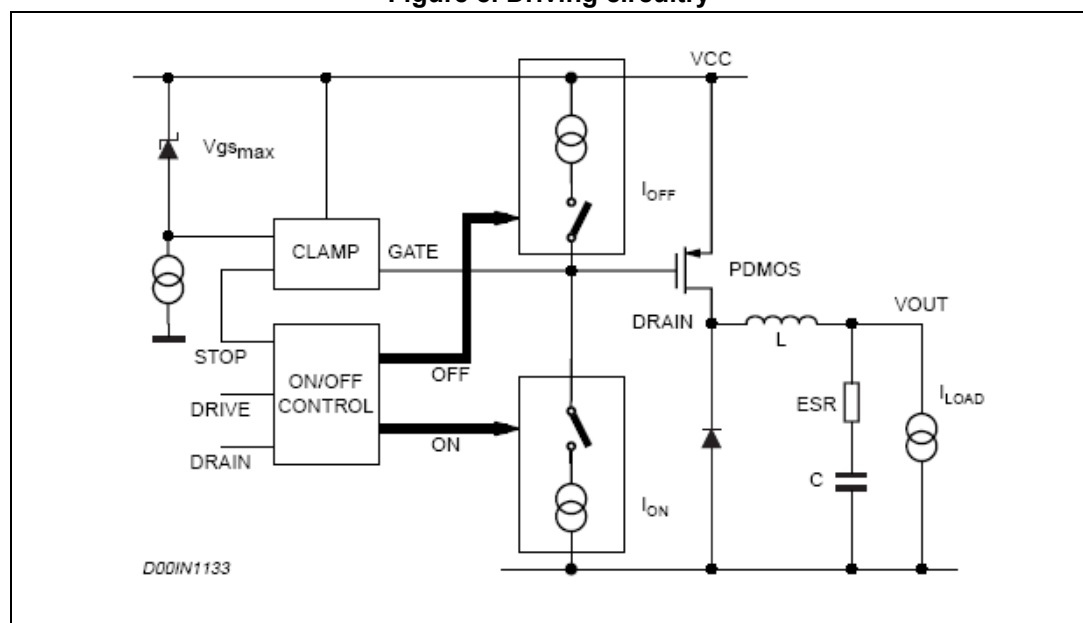 Figure 5. Driving circuitry
VCC
Vgsmax
IOFF
CLAMP
GATE
PDMOS
DRAIN
VOUT
L
STOP
OFF
ON/OFF
CONTROL
DRIVE
ON
DRAIN
ESR
ILOAD
C
ION
D00IN1133